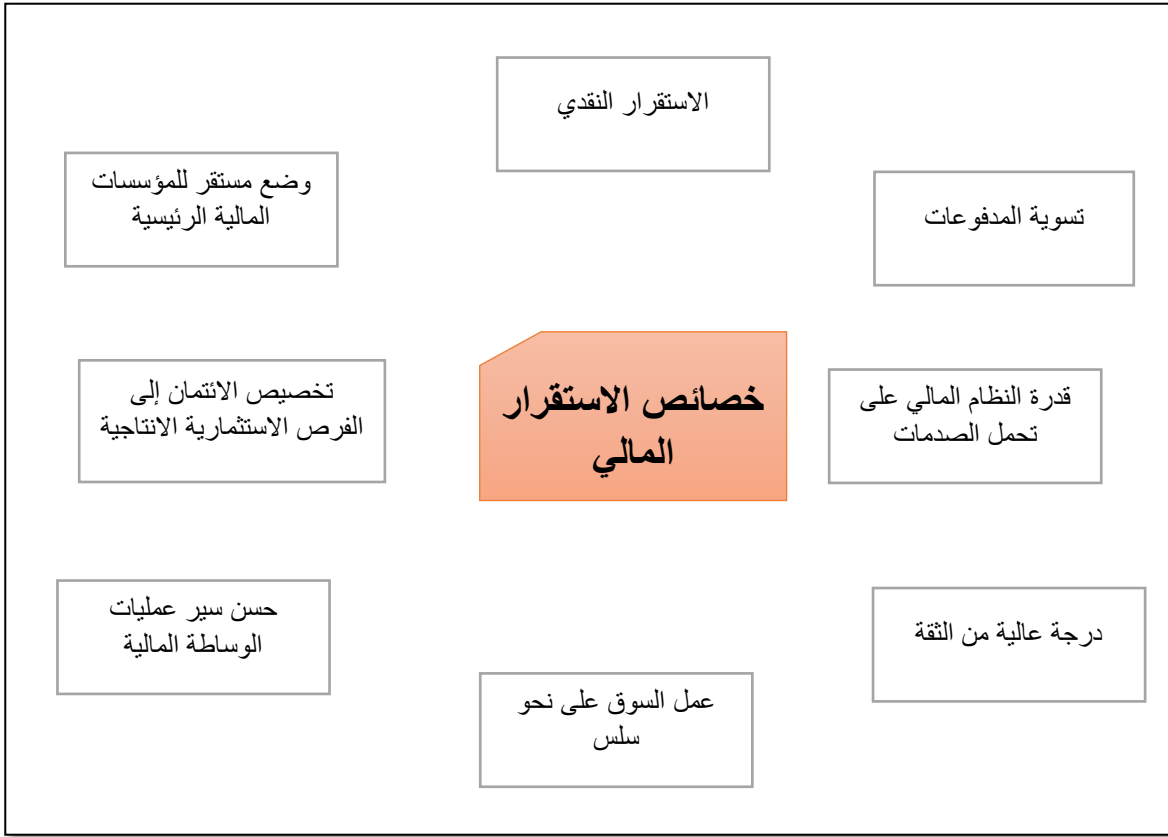 الاستقرار النقدي
وضع مستقر للمؤسسات
المالية الرئيسية
تسوية المدفوعات
خصائص الاستقرار
المالي
تخصيص الائتمان إلى
الفرص الاستثمارية الانتاجية
قدرة النظام المالي على
تحمل الصدمات
حسن سير عمليات
الوساطة المالية
درجة عالية من الثقة
عمل السوق على نحو
سلس